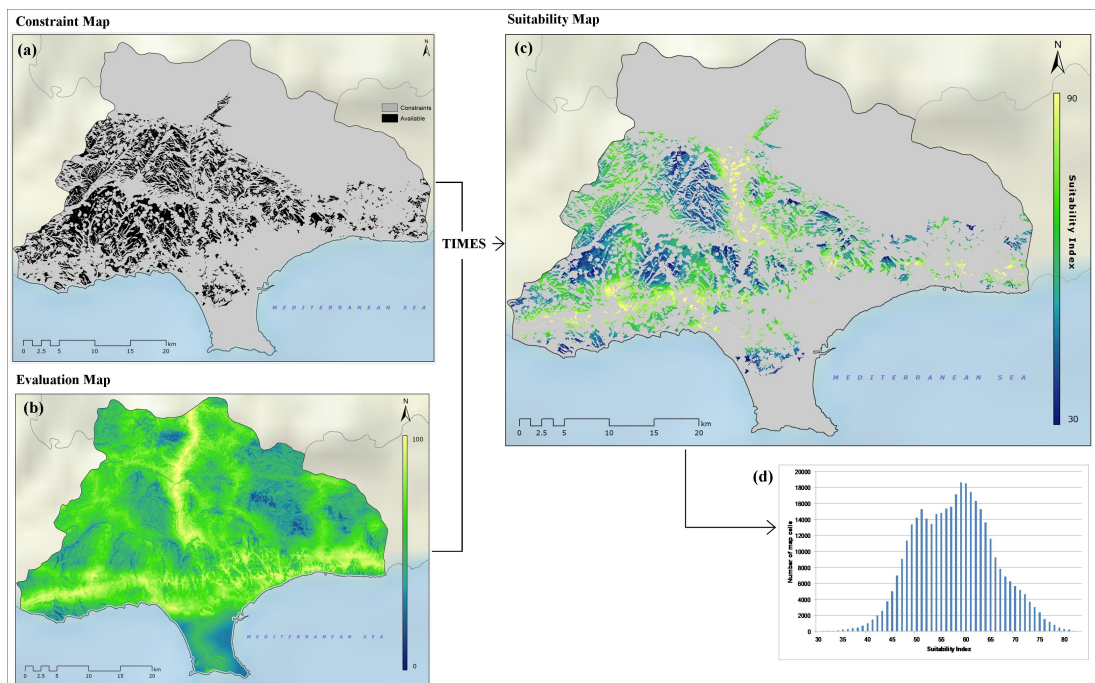 Constraint Map
(a)
N
Constraints
Available
MEDITERRANEAN SEA
0 2.5 5 10 15 20 km
Evaluation Map
(b)
N
100
0
MEDITERRANEAN SEA
0 2.5 5 10 15 20 km
TIMES
Suitability Map
(c)
N
90
Suitability Index
30
MEDITERRANEAN SEA
0 2.5 5 10 15 20 km
(d)
Number of map cells
20000
18000
16000
14000
12000
10000
8000
6000
4000
2000
0
30 35 40 45 50 55 60 65 70 75 80
Suitability Index